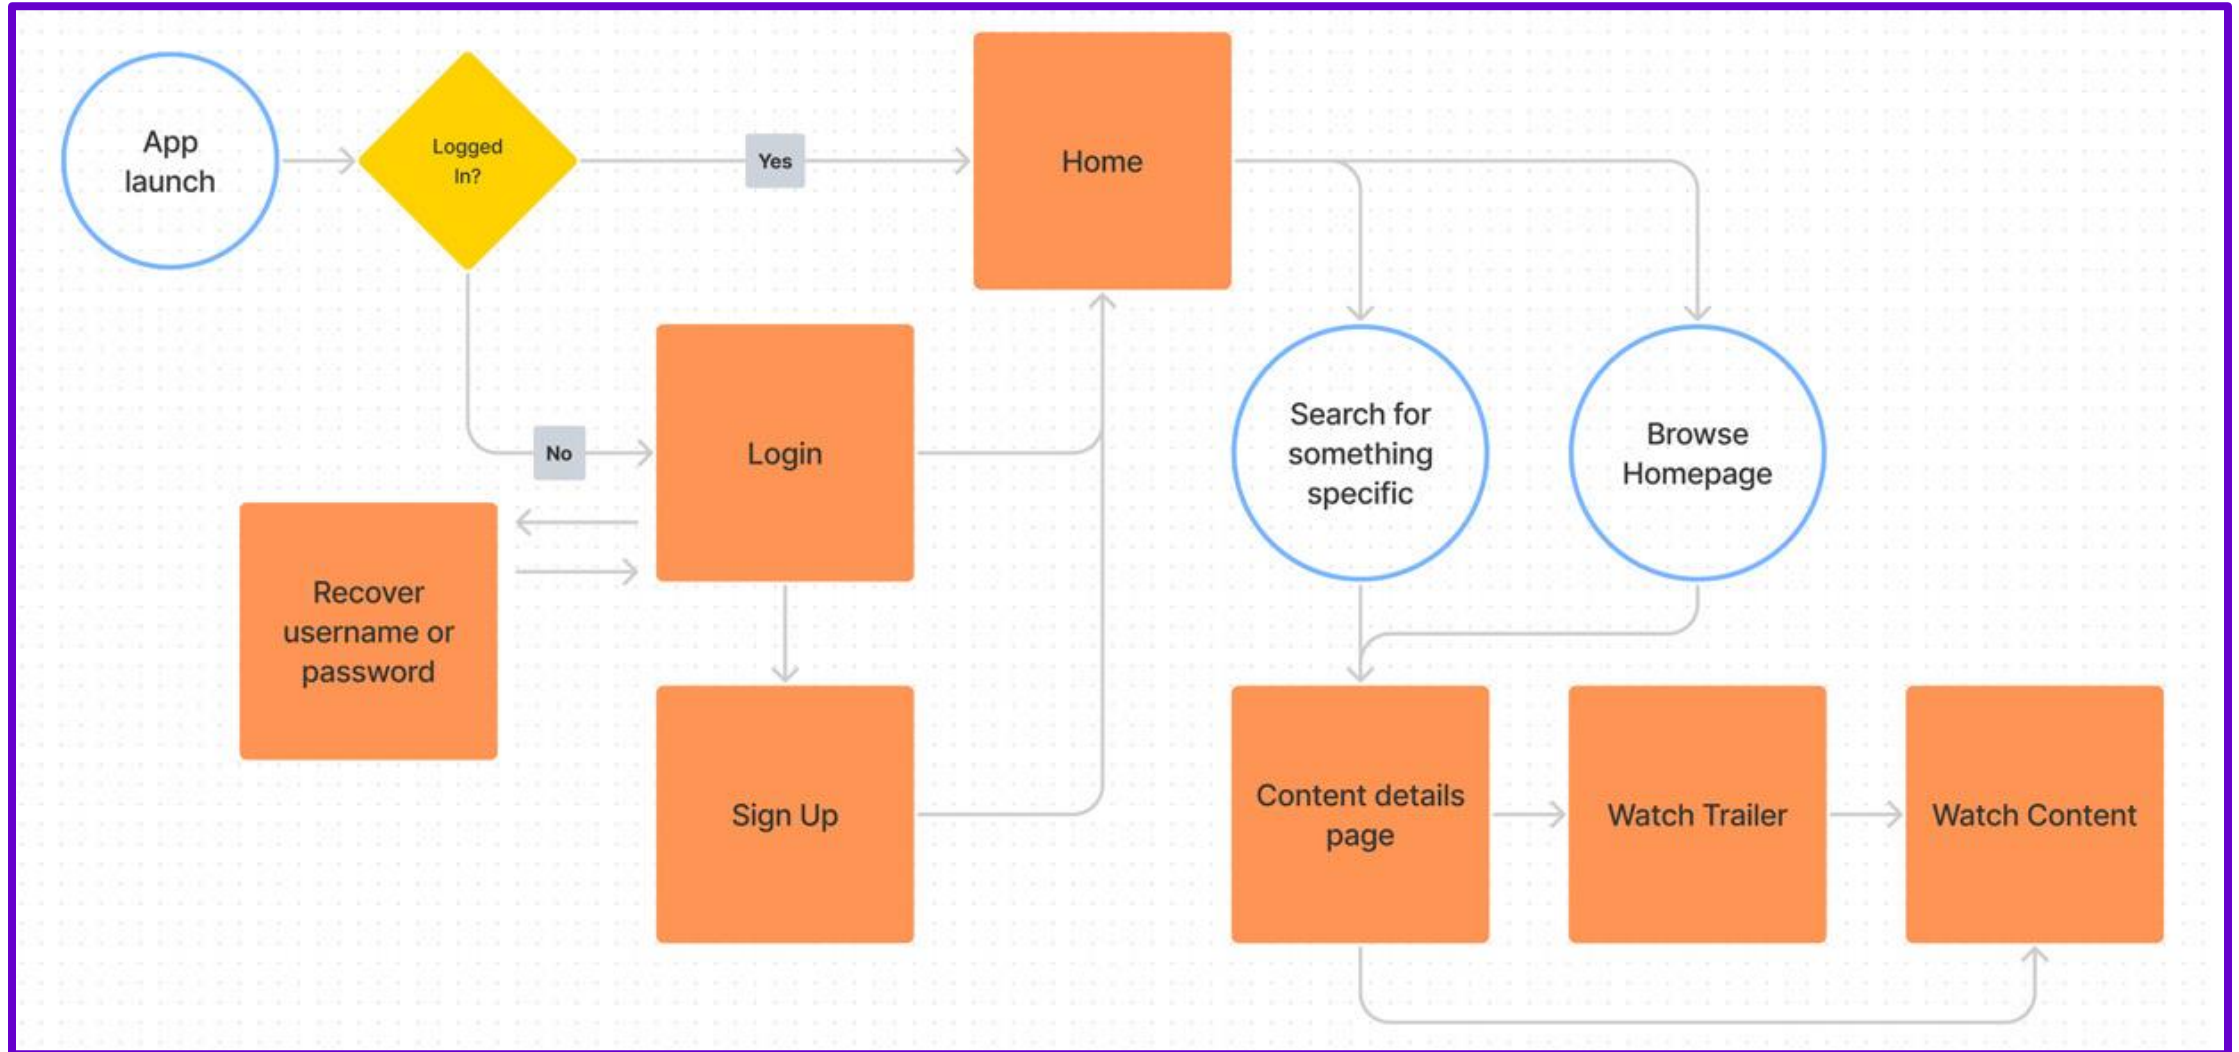 App
launch
Logged
In?
Yes
Home
No
Login
Search for
something
specific
Browse
Homepage
Recover
username or
password
Sign Up
Content details
page
Watch Trailer
Watch Content